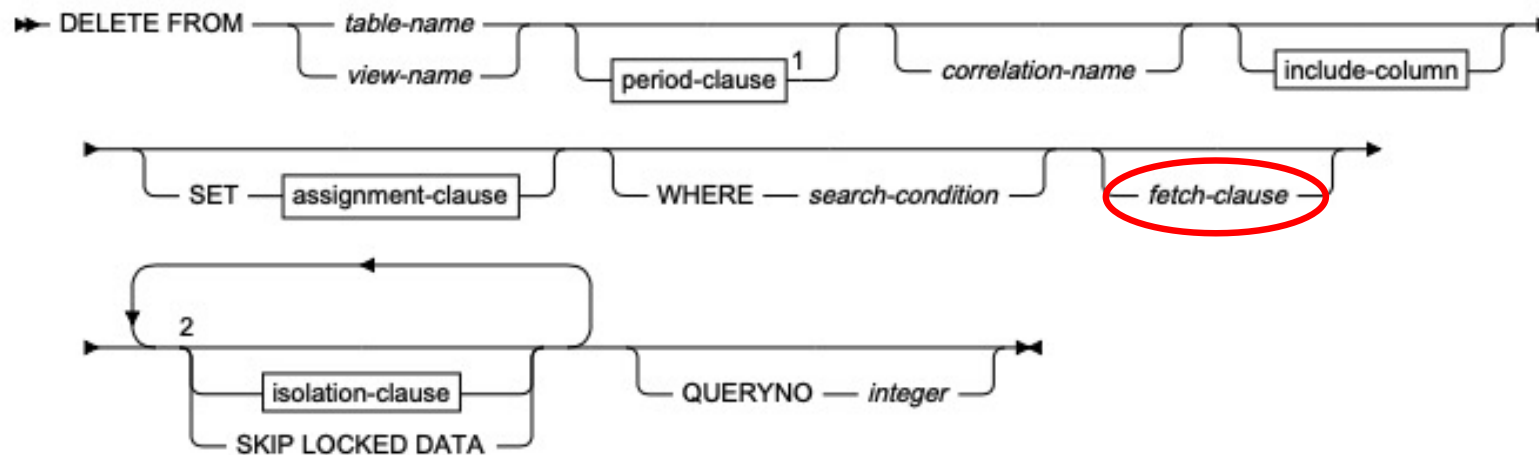 DELETE FROM table-name
view-name period-clause 1 correlation-name include-column
SET assignment-clause WHERE search-condition fetch-clause
2
isolation-clause QUERYNO integer
SKIP LOCKED DATA